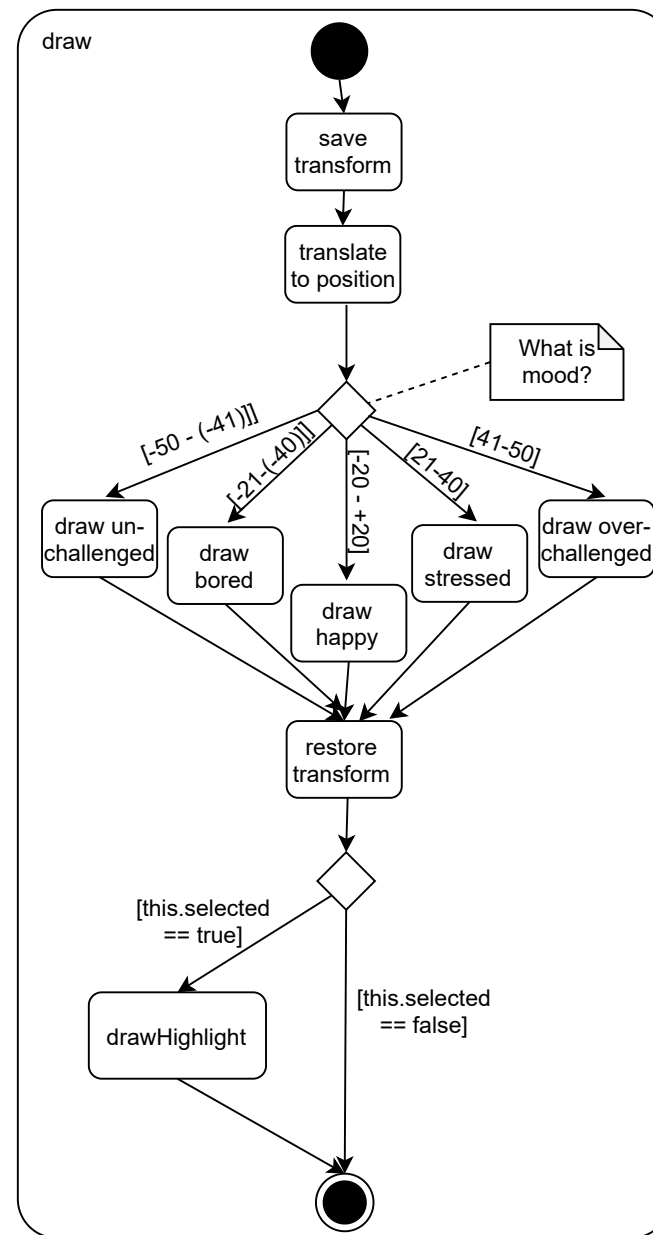 draw
save
transform
translate
to position
What is
mood?
[-50 - (-41)]]
[-21-(-40)]]
[-20 - +20]
[21-40]
[41-50]
draw un-
challenged
draw
bored
draw
happy
draw
stressed
draw over-
challenged
restore
transform
[this.selected
== true]
drawHighlight
[this.selected
== false]